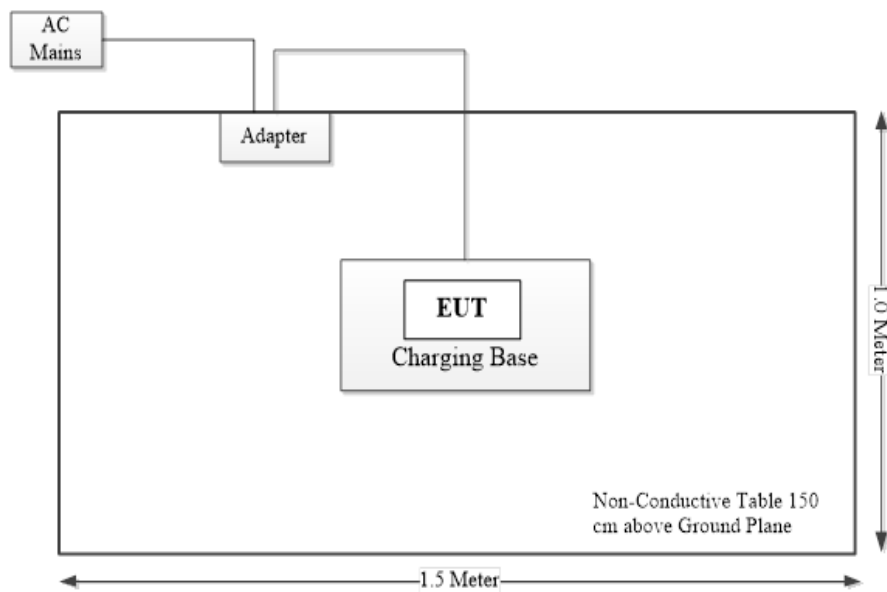 AC
Mains
Adapter
EUT
Charging Base
1.0 Meter
Non-Conductive Table 150
cm above Ground Plane
1.5 Meter